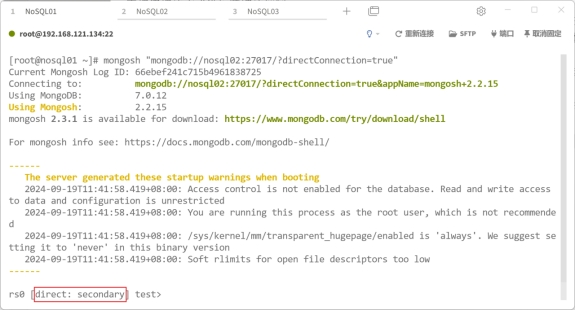 1 NoSQL01 2 NoSQL02 3 NoSQL03 +
root@192.168.121.134:22 重新连接 SFTP 端口 取消固定
[root@nosql01 ~]# mongosh "mongodb://nosql02:27017/?directConnection=true"
Current Mongosh Log ID: 66ebef241c715b4961838725
Connecting to: mongodb://nosql02:27017/?directConnection=true&appName=mongosh+2.2.15
Using MongoDB: 7.0.12
Using Mongosh: 2.2.15
mongosh 2.3.1 is available for download: https://www.mongodb.com/try/download/shell
For mongosh info see: https://docs.mongodb.com/mongodb-shell/
------
The server generated these startup warnings when booting
2024-09-19T11:41:58.419+08:00: Access control is not enabled for the database. Read and write access
to data and configuration is unrestricted
2024-09-19T11:41:58.419+08:00: You are running this process as the root user, which is not recommende
d
2024-09-19T11:41:58.419+08:00: /sys/kernel/mm/transparent_hugepage/enabled is 'always'. We suggest se
tting it to 'never' in this binary version
2024-09-19T11:41:58.419+08:00: Soft rlimits for open file descriptors too low
------
rs0 [direct: secondary] test>